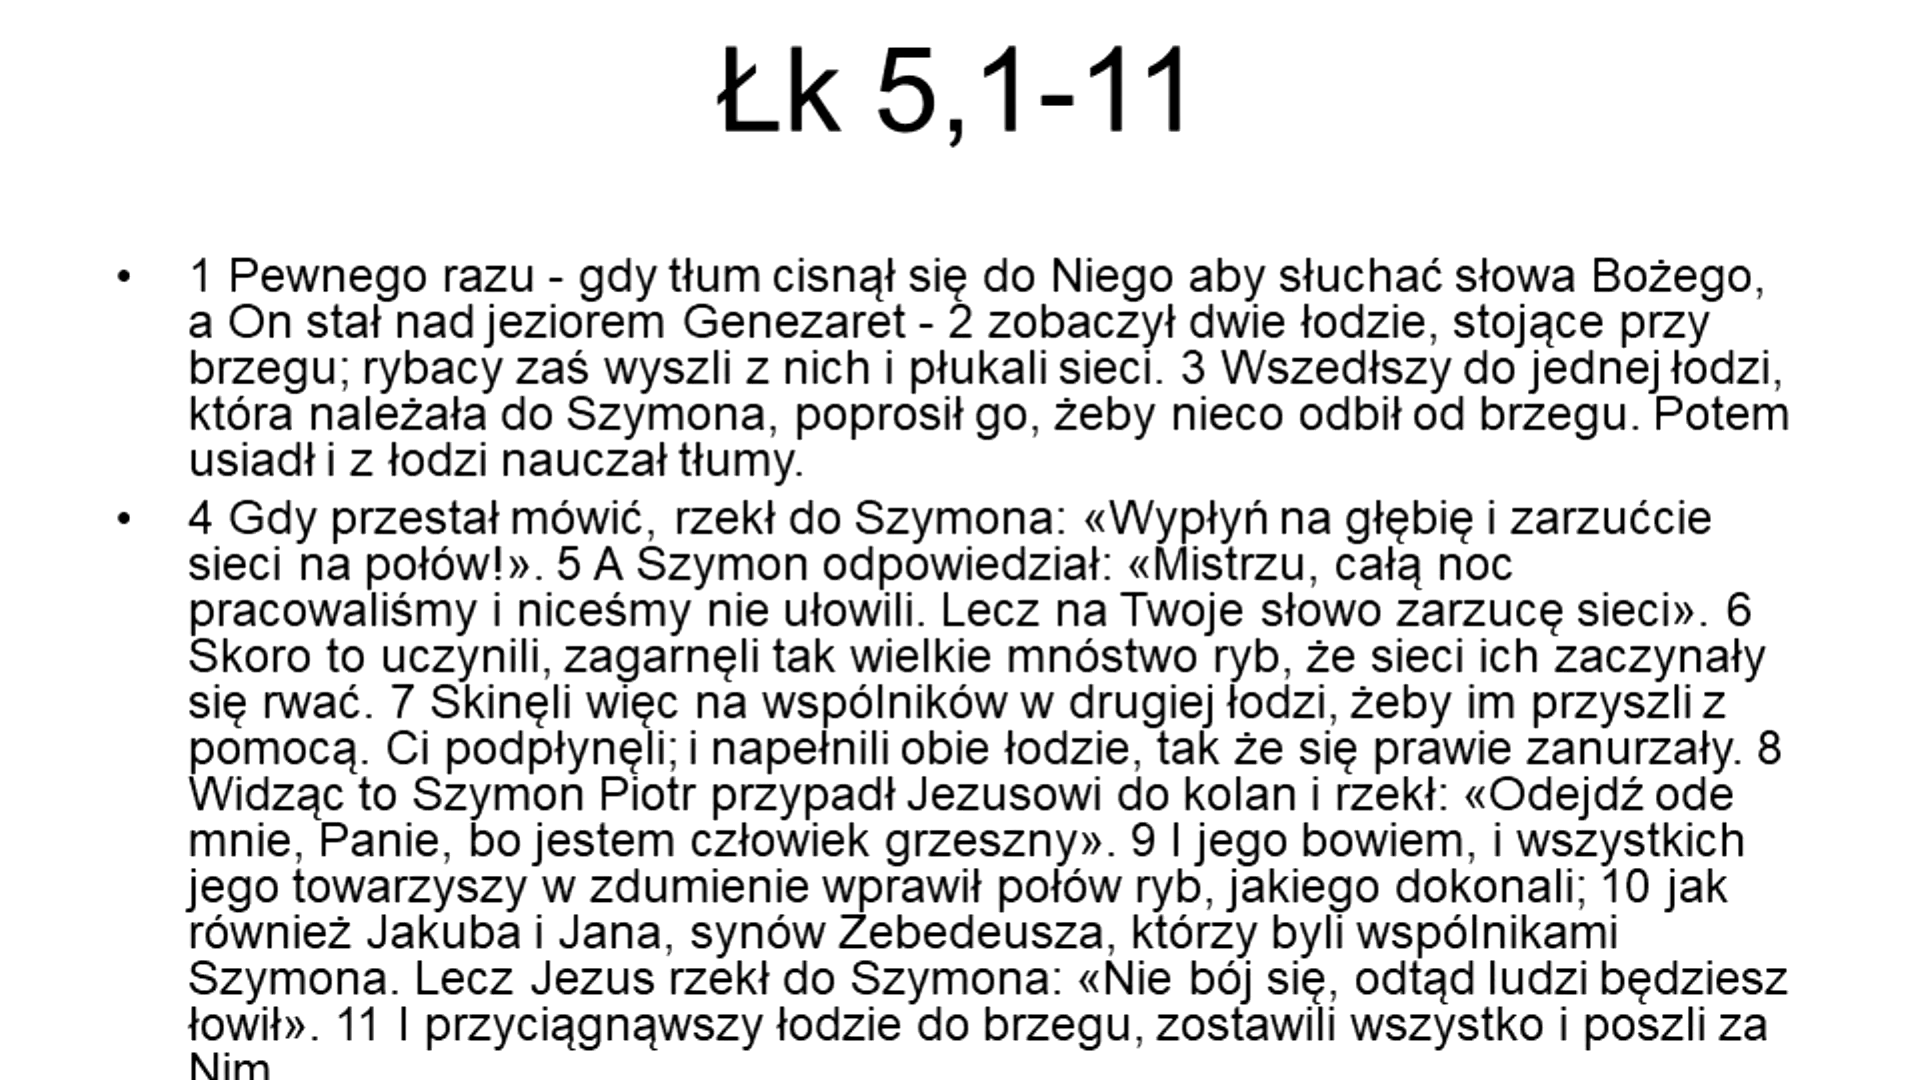 Łk 5,1-11
• 1 Pewnego razu - gdy tłum cisnął się do Niego aby słuchać słowa Bożego,
a On stał nad jeziorem Genezaret - 2 zobaczył dwie łodzie, stojące przy
brzegu; rybacy zaś wyszli z nich i płukali sieci. 3 Wszedłszy do jednej łodzi,
która należała do Szymona, poprosił go, żeby nieco odbił od brzegu. Potem
usiadł i z łodzi nauczał tłumy.
• 4 Gdy przestał mówić, rzekł do Szymona: «Wypłyń na głębię i zarzućcie
sieci na połów!». 5 A Szymon odpowiedział: «Mistrzu, całą noc
pracowaliśmy i niceśmy nie ułowili. Lecz na Twoje słowo zarzucę sieci». 6
Skoro to uczynili, zagarnęli tak wielkie mnóstwo ryb, że sieci ich zaczynały
się rwać. 7 Skinęli więc na wspólników w drugiej łodzi, żeby im przyszli z
pomocą. Ci podpłynęli; i napełnili obie łodzie, tak że się prawie zanurzały. 8
Widząc to Szymon Piotr przypadł Jezusowi do kolan i rzekł: «Odejdź ode
mnie, Panie, bo jestem człowiek grzeszny». 9 I jego bowiem, i wszystkich
jego towarzyszy w zdumienie wprawił połów ryb, jakiego dokonali; 10 jak
również Jakuba i Jana, synów Zebedeusza, którzy byli wspólnikami
Szymona. Lecz Jezus rzekł do Szymona: «Nie bój się, odtąd ludzi będziesz
łowił». 11 I przyciągnąwszy łodzie do brzegu, zostawili wszystko i poszli za
Nim